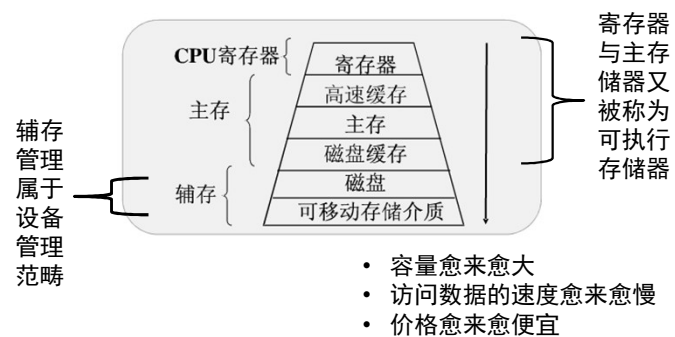 CPU寄存器
寄存器
高速缓存
主存
主存
磁盘缓存
辅存
磁盘
可移动存储介质
寄存器
与主存
储器又
被称为
可执行
存储器
辅存
管理
属于
设备
管理
范畴
• 容量愈来愈大
• 访问数据的速度愈来愈慢
• 价格愈来愈便宜